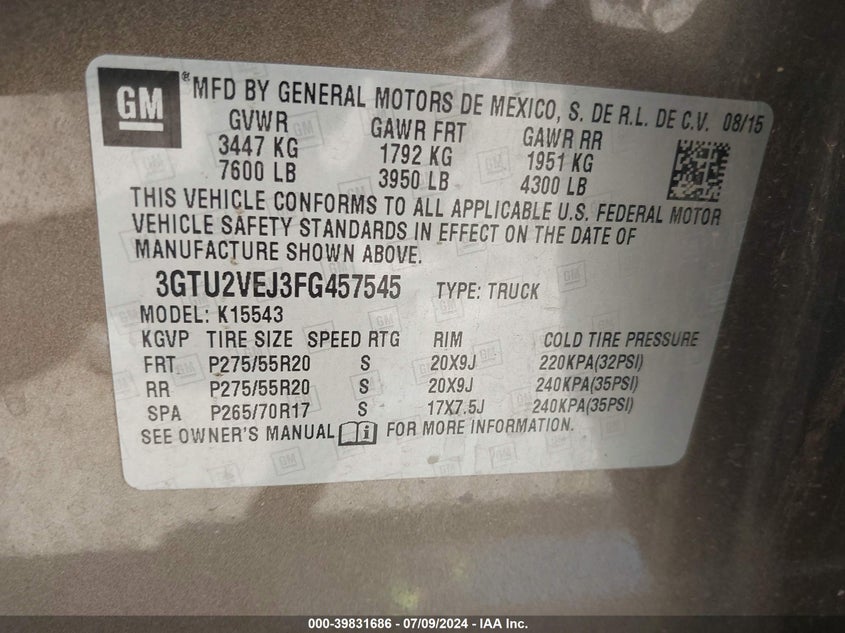 GM ® MFD BY GENERAL MOTORS DE MEXICO, S. DE R.L. DE C.V. 08/15
GVWR GAWR FRT GAWR RR
3447 KG 1792 KG 1951 KG
7600 LB 3950 LB 4300 LB
THIS VEHICLE CONFORMS TO ALL APPLICABLE U.S. FEDERAL MOTOR
VEHICLE SAFETY STANDARDS IN EFFECT ON THE DATE OF
MANUFACTURE SHOWN ABOVE.
3GTU2VEJ3FG457545 TYPE: TRUCK
MODEL: K15543
KGVP TIRE SIZE SPEED RTG RIM COLD TIRE PRESSURE
FRT P275/55R20 S 20X9J 220KPA(32PSI)
RR P275/55R20 S 20X9J 240KPA(35PSI)
SPA P265/70R17 S 17X7.5J 240KPA(35PSI)
SEE OWNER'S MANUAL i FOR MORE INFORMATION.
000-39831686 - 07/09/2024 - IAA Inc.